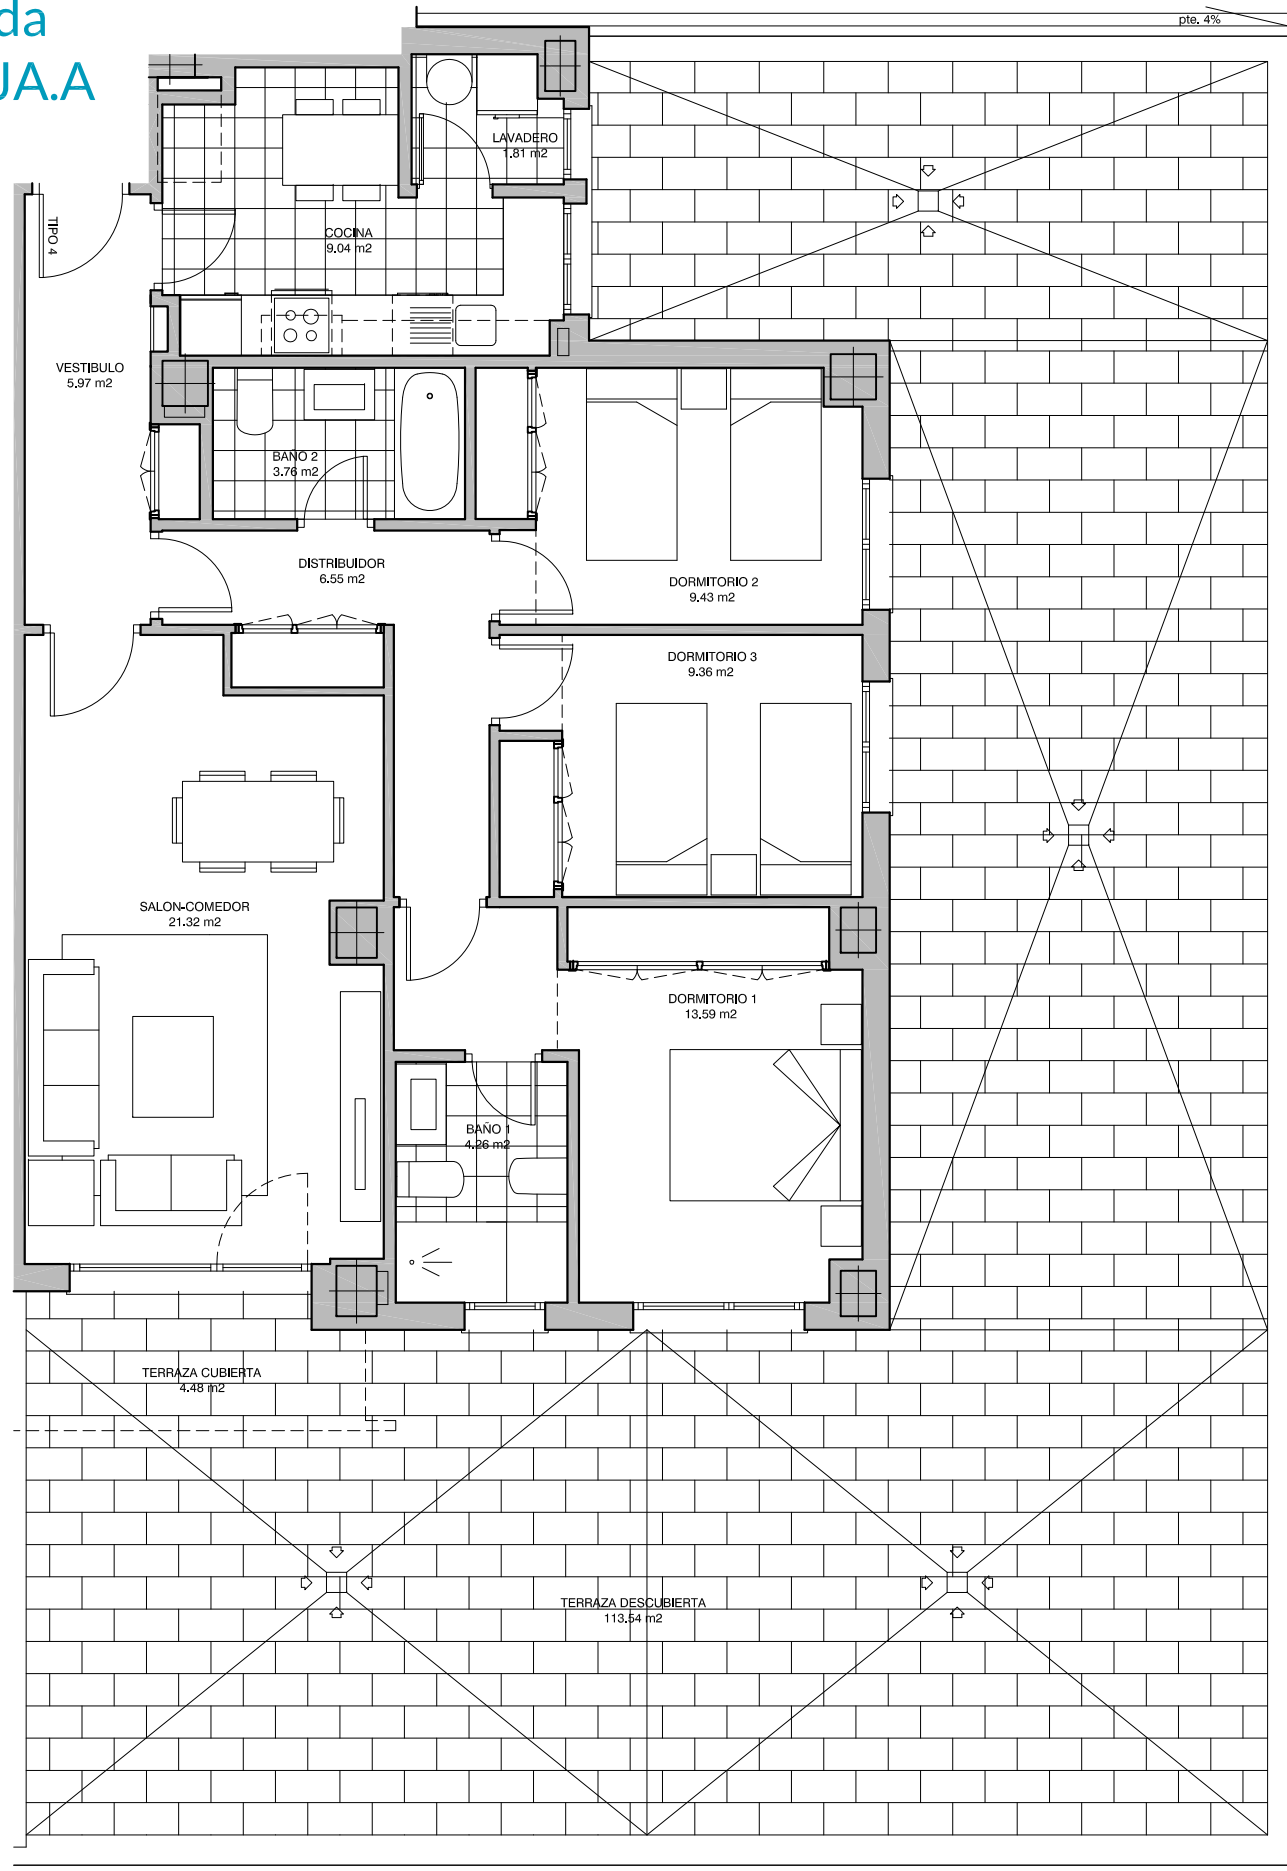 da
JA.A
pte. 4%
LAVADERO
1.81 m2
TIPO 4
COCINA
9.04 m2
VESTIBULO
5.97 m2
BAÑO 2
3.76 m2
DISTRIBUIDOR
6.55 m2
DORMITORIO 2
9.43 m2
DORMITORIO 3
9.36 m2
SALON-COMEDOR
21.32 m2
DORMITORIO 1
13.59 m2
BAÑO 1
4.26 m2
TERRAZA CUBIERTA
4.48 m2
TERRAZA DESCUBIERTA
113.54 m2